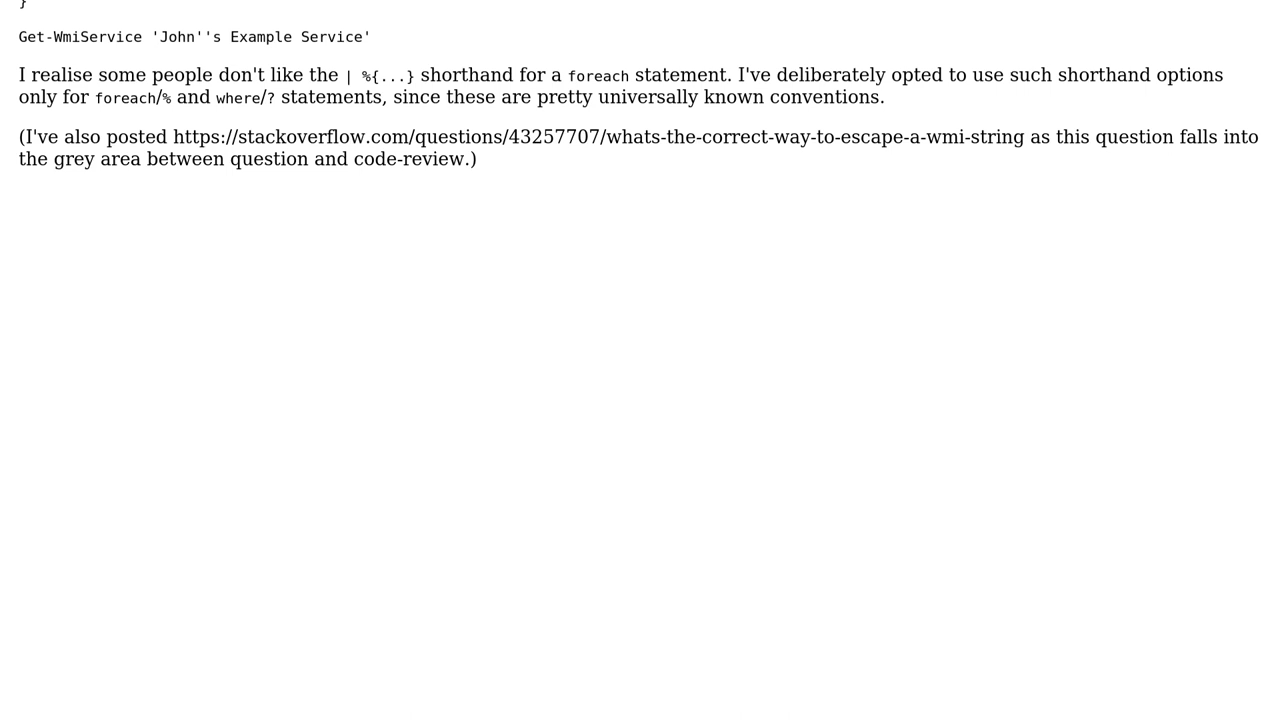 }
Get-WmiService 'John''s Example Service'
I realise some people don't like the | %{...} shorthand for a foreach statement. I've deliberately opted to use such shorthand options
only for foreach/% and where/? statements, since these are pretty universally known conventions.
(I've also posted https://stackoverflow.com/questions/43257707/whats-the-correct-way-to-escape-a-wmi-string as this question falls into
the grey area between question and code-review.)